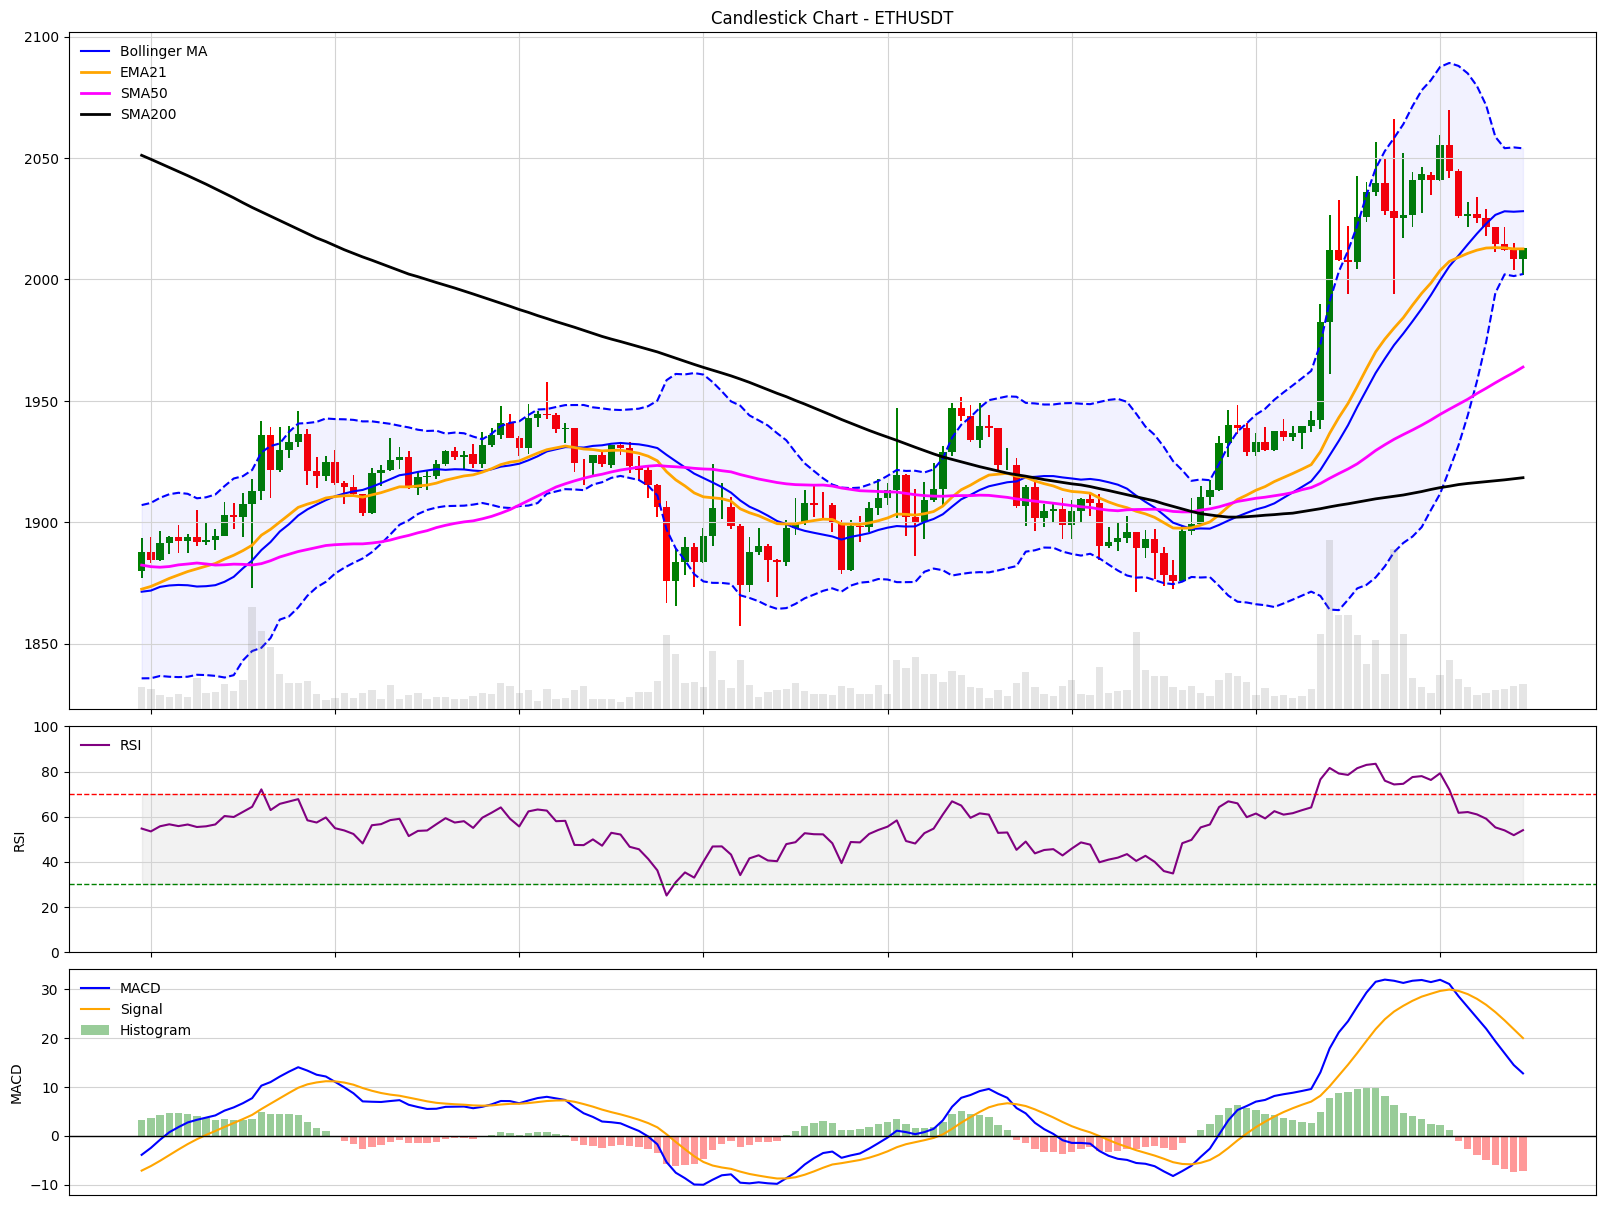 Candlestick Chart - ETHUSDT
2100
2050
2000
1950
1900
1850
Bollinger MA
EMA21
SMA50
SMA200
100
80
60
40
20
0
RSI
RSI
30
20
10
0
−10
MACD
MACD
Signal
Histogram